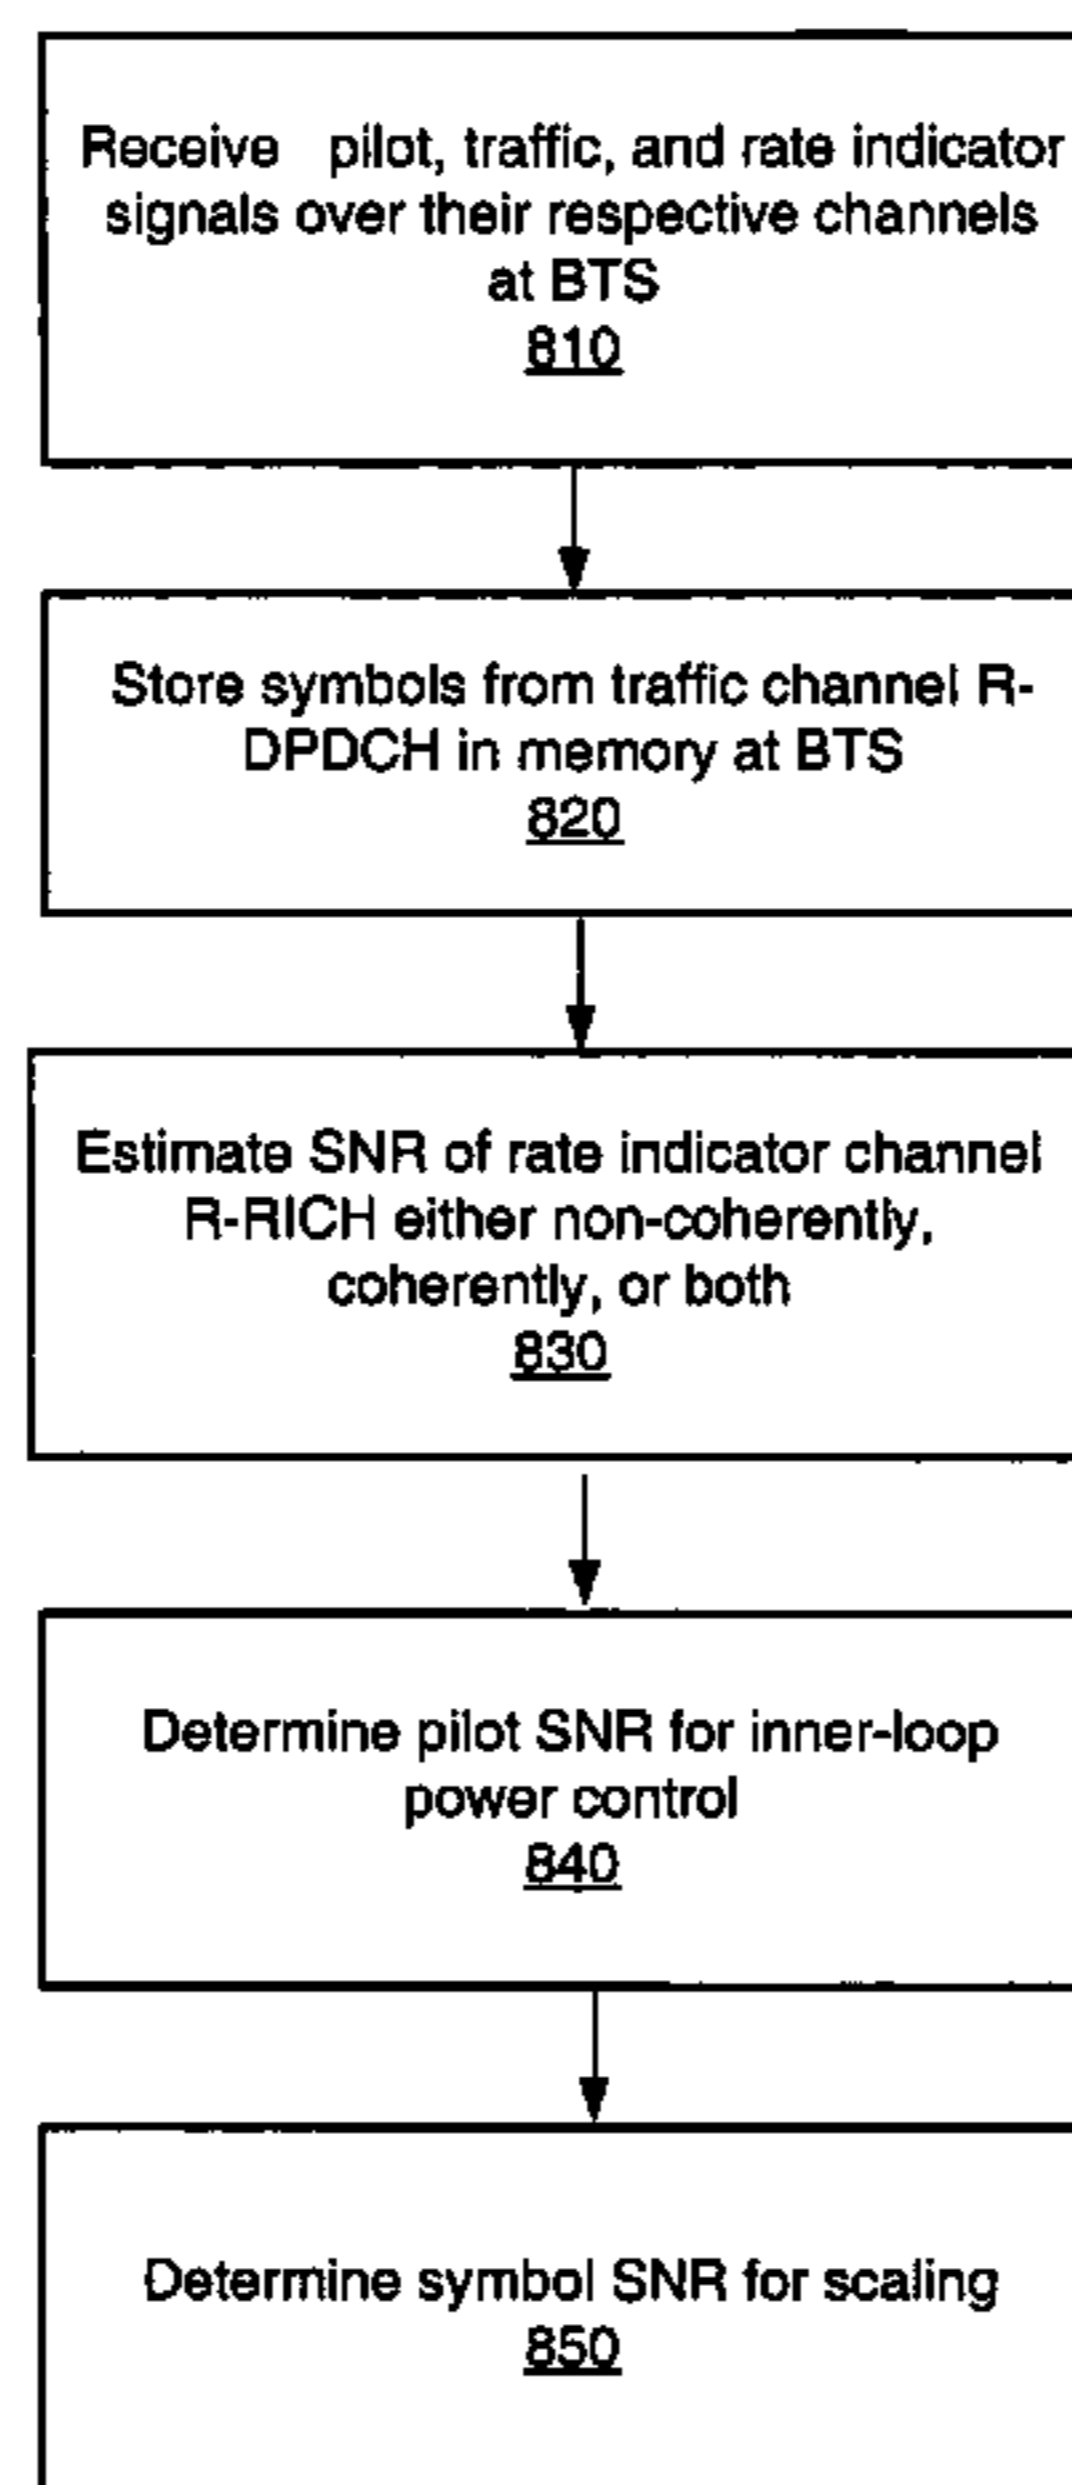 Receive pilot, traffic, and rate indicator
signals over their respective channels
at BTS
810
Store symbols from traffic channel R-
DPDCH in memory at BTS
820
Estimate SNR of rate indicator channel
R-RICH either non-coherently,
coherently, or both
830
Determine pilot SNR for inner-loop
power control
840
Determine symbol SNR for scaling
850